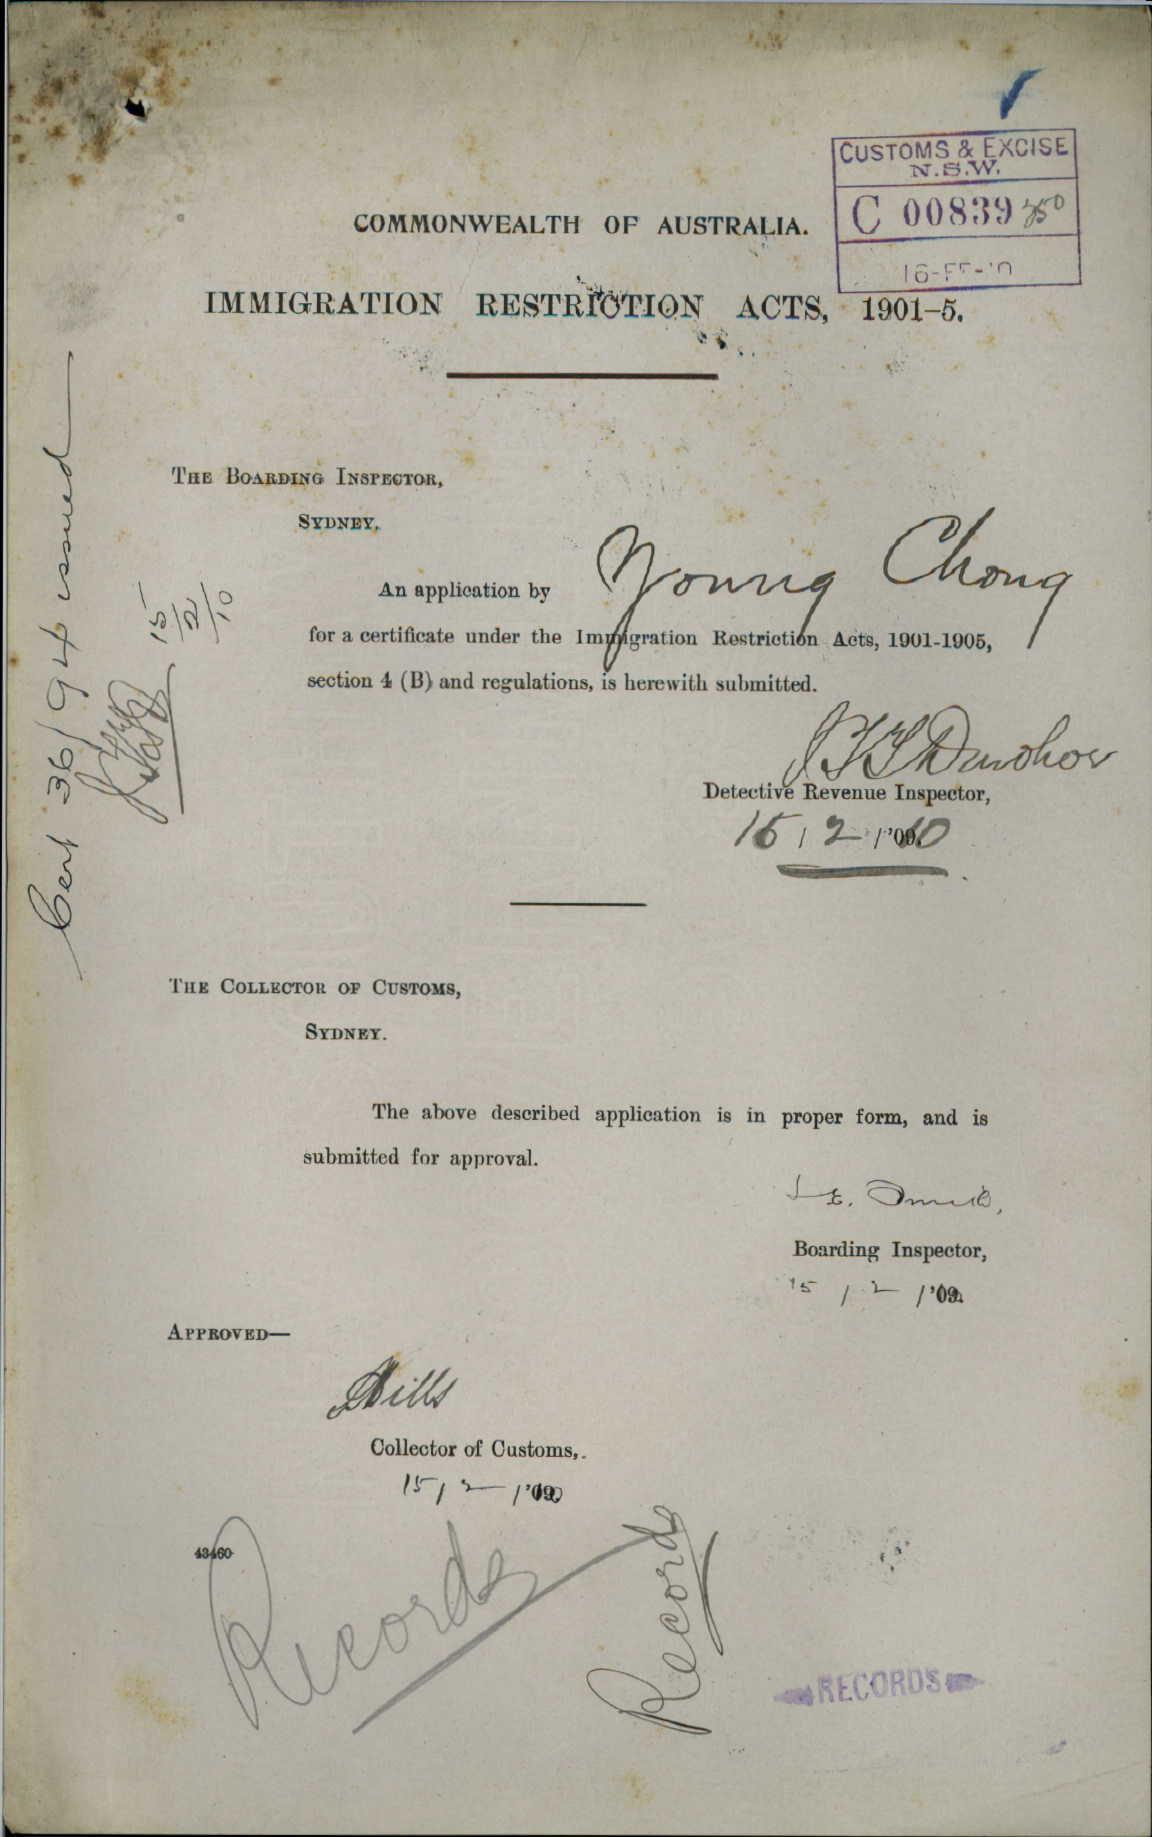 CUSTOMS & EXCISE
N.S.W.
C 00839
COMMONWEALTH OF AUSTRALIA.
IMMIGRATION RESTRICTION ACTS, 1901-5.
THE BOARDING INSPECTOR,
SYDNEY.
An application by Young Chong
for a certificate under the Immigration Restriction Acts, 1901-1905,
section 4 (B) and regulations, is herewith submitted.
Detective Revenue Inspector,
15 / 2 / 10
Cert 36/94 issued
15/2/10
THE COLLECTOR OF CUSTOMS,
SYDNEY.
The above described application is in proper form, and is
submitted for approval.
Boarding Inspector,
15 / 2 / '09.
APPROVED—
Mills
Collector of Customs,.
15 / 2 / '09
43460
Records
Records
RECORDS